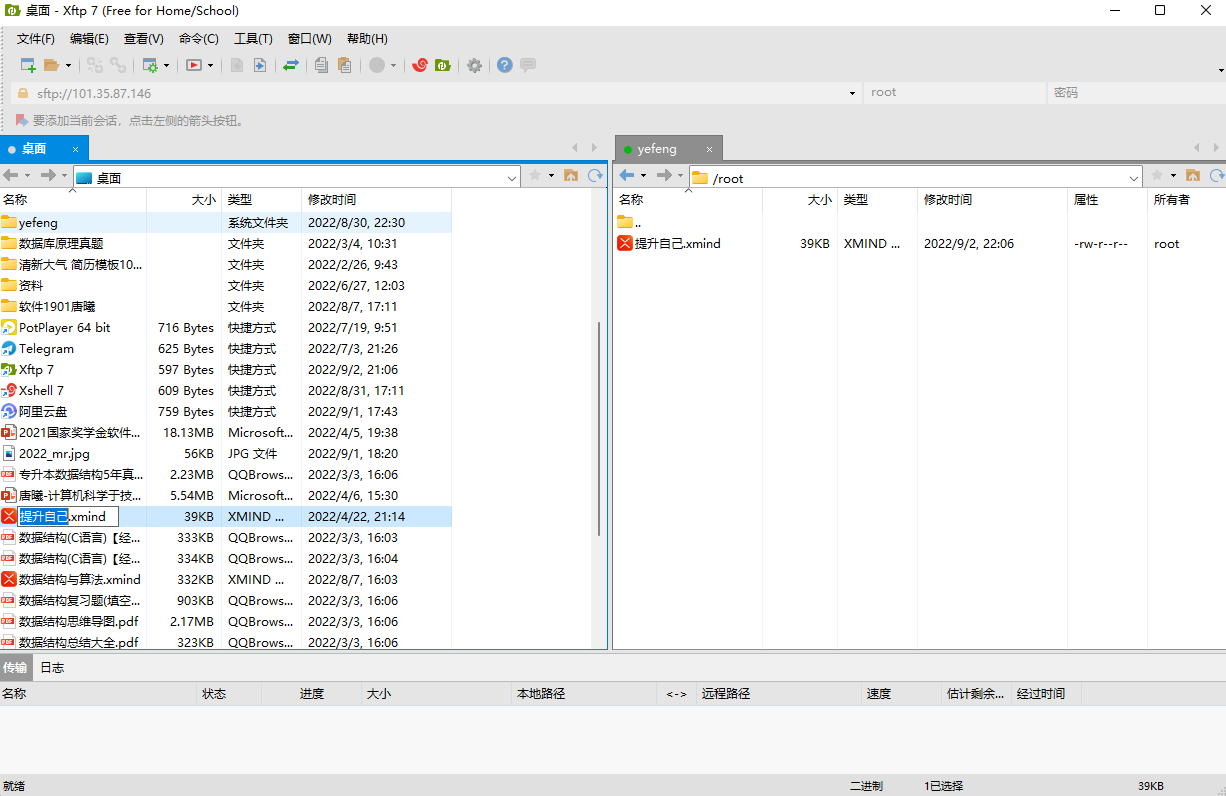 桌面 - Xftp 7 (Free for Home/School)
文件(F) 编辑(E) 查看(V) 命令(C) 工具(T) 窗口(W) 帮助(H)
sftp://101.35.87.146 root 密码
要添加当前会话，点击左侧的箭头按钮。
桌面 × yefeng ×
桌面 /root
名称 大小 类型 修改时间 名称 大小 类型 修改时间 属性 所有者
yefeng 系统文件夹 2022/8/30, 22:30 ..
数据库原理真题 文件夹 2022/3/4, 10:31 提升自己.xmind 39KB XMIND ... 2022/9/2, 22:06 -rw-r--r-- root
清新大气 简历模板10... 文件夹 2022/2/26, 9:43
资料 文件夹 2022/6/27, 12:03
软件1901唐曦 文件夹 2022/8/7, 17:11
PotPlayer 64 bit 716 Bytes 快捷方式 2022/7/19, 9:51
Telegram 625 Bytes 快捷方式 2022/7/3, 21:26
Xftp 7 597 Bytes 快捷方式 2022/9/2, 21:06
Xshell 7 609 Bytes 快捷方式 2022/8/31, 17:11
阿里云盘 759 Bytes 快捷方式 2022/9/1, 17:43
2021国家奖学金软件... 18.13MB Microsoft... 2022/4/5, 19:38
2022_mr.jpg 56KB JPG 文件 2022/9/1, 18:20
专升本数据结构5年真... 2.23MB QQBrows... 2022/3/3, 16:06
唐曦-计算机科学于技... 5.54MB Microsoft... 2022/4/6, 15:30
提升自己.xmind 39KB XMIND ... 2022/4/22, 21:14
数据结构(C语言)【经... 333KB QQBrows... 2022/3/3, 16:03
数据结构(C语言)【经... 334KB QQBrows... 2022/3/3, 16:04
数据结构与算法.xmind 332KB XMIND ... 2022/8/7, 16:03
数据结构复习题(填空... 903KB QQBrows... 2022/3/3, 16:06
数据结构思维导图.pdf 2.17MB QQBrows... 2022/3/3, 16:06
数据结构总结大全.pdf 323KB QQBrows... 2022/3/3, 16:06
传输 日志
名称 状态 进度 大小 本地路径 <-> 远程路径 速度 估计剩余... 经过时间
就绪 二进制 1已选择 39KB